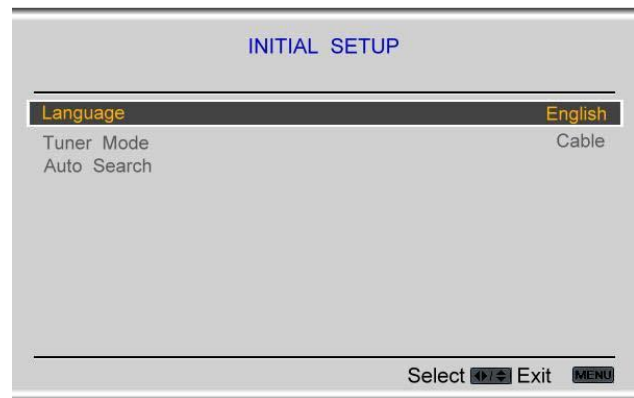 INITIAL SETUP
Language English
Tuner Mode Cable
Auto Search
Select Exit MENU